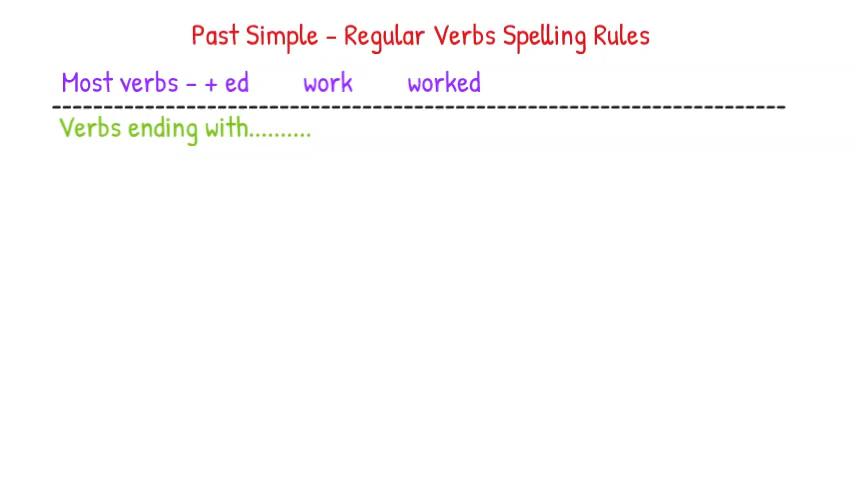 Past Simple - Regular Verbs Spelling Rules
Most verbs - + ed work worked
Verbs ending with..........